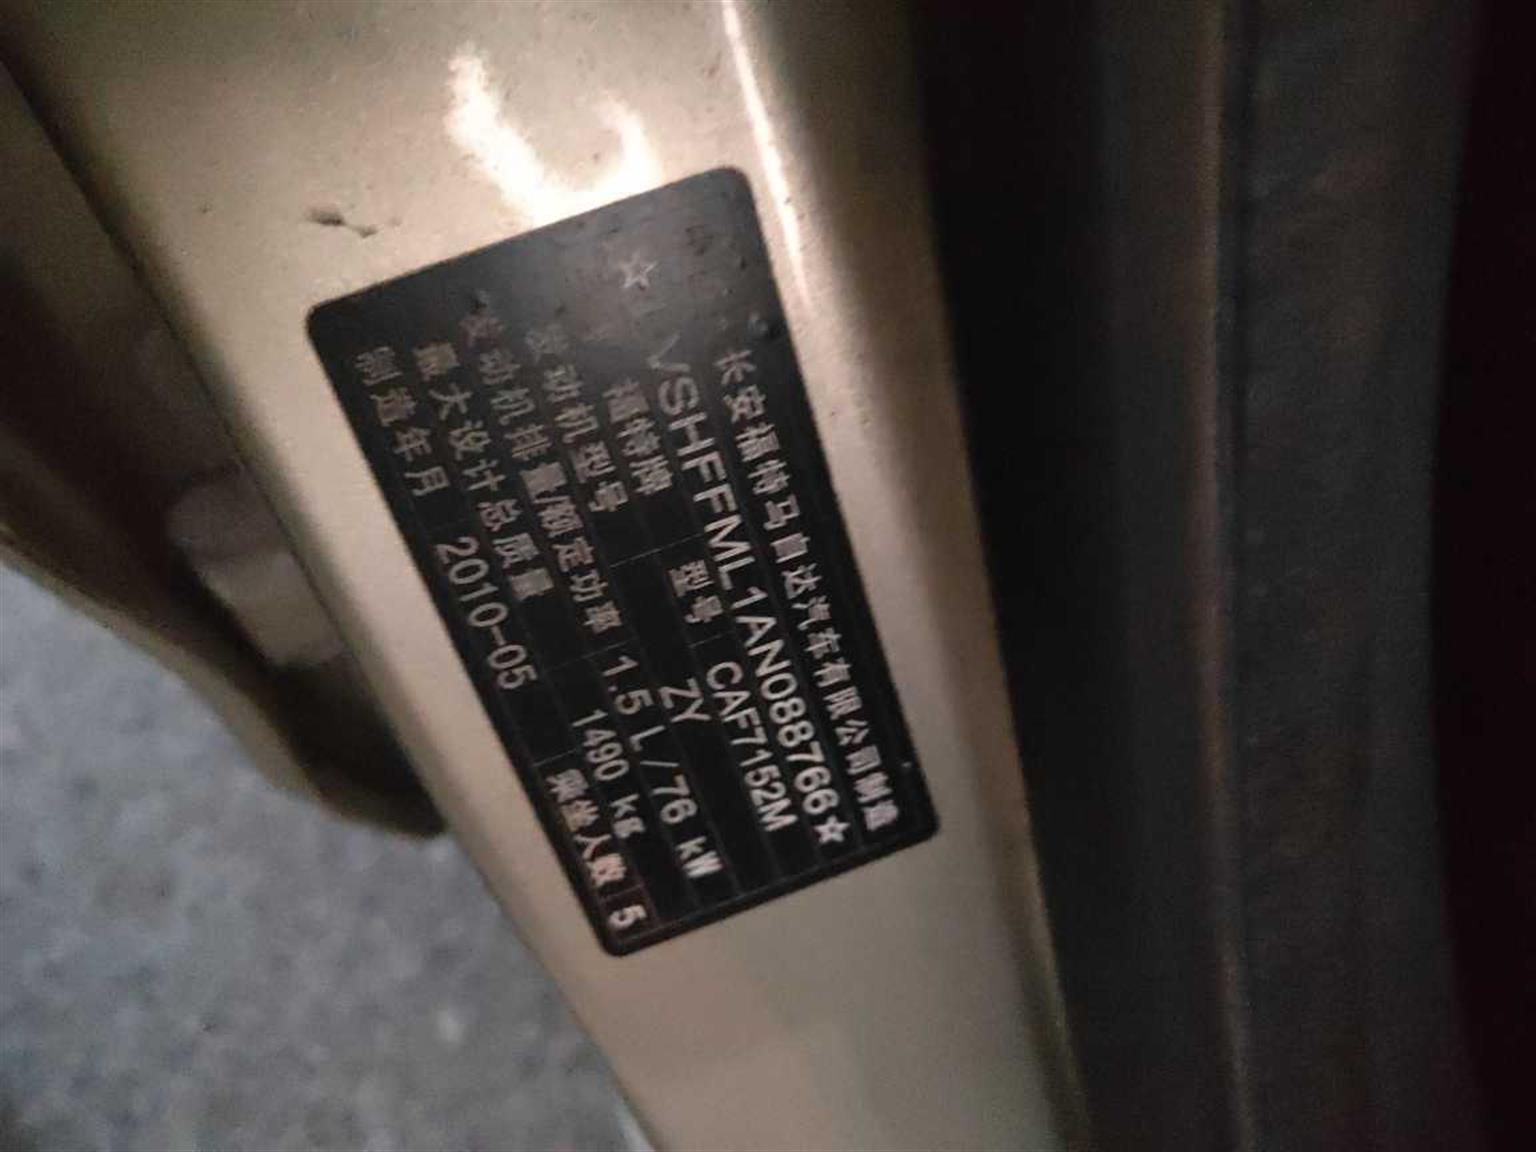 长安福特马自达汽车有限公司制造
☆LVSHFFML1AN088766☆
福特牌 型号 CAF7152M
发动机型号 ZY
发动机排量/额定功率 1.5 L/76 kW
最大设计总质量 1490 kg
制造年月 2010-05 乘坐人数 5